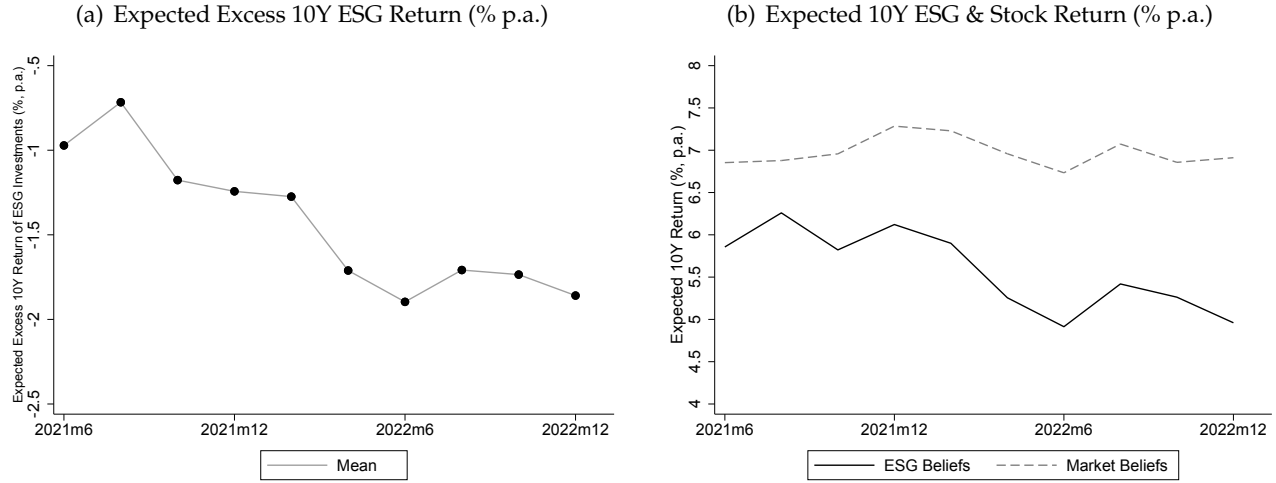 (a) Expected Excess 10Y ESG Return (% p.a.)
Expected Excess 10Y Return of ESG Investments (%, p.a.)
-.5
-1
-1.5
-2
-2.5
2021m6
2021m12
2022m6
2022m12
Mean
(b) Expected 10Y ESG & Stock Return (% p.a.)
Expected 10Y Return (%, p.a.)
8
7.5
7
6.5
6
5.5
5
4.5
4
2021m6
2021m12
2022m6
2022m12
ESG Beliefs
Market Beliefs